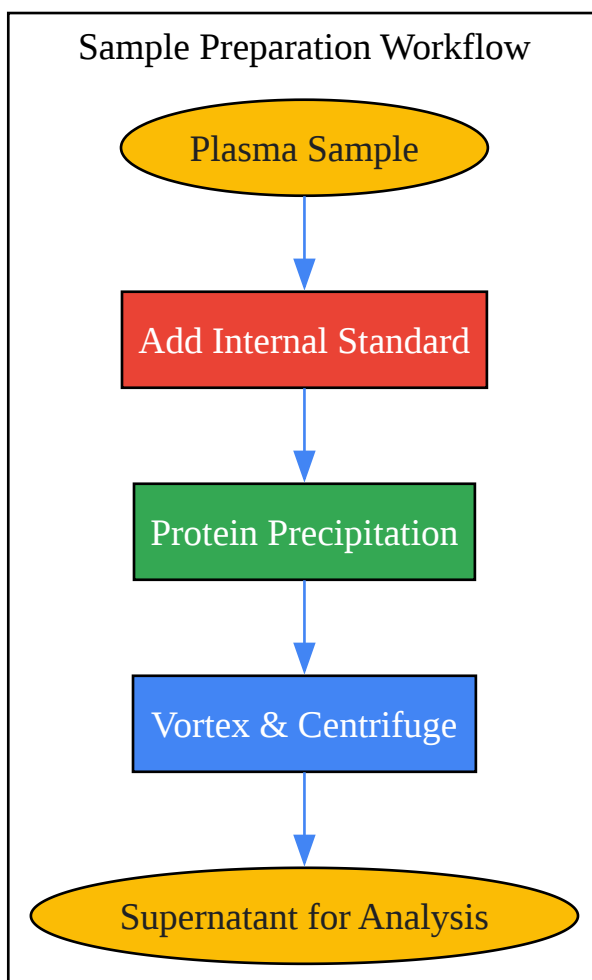 Sample Preparation Workflow
Plasma Sample
Add Internal Standard
Protein Precipitation
Vortex & Centrifuge
Supernatant for Analysis